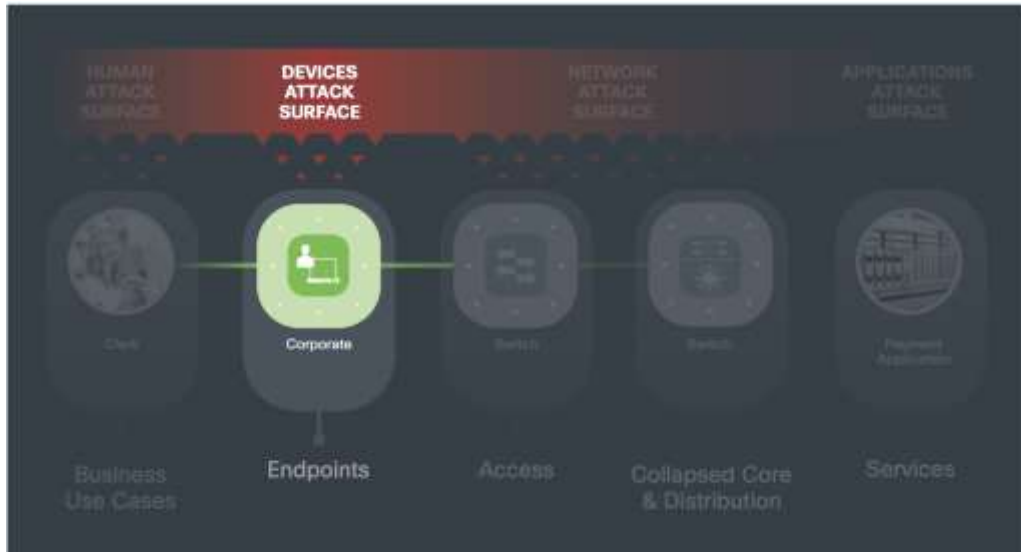 HUMAN
ATTACK
SURFACE
DEVICES
ATTACK
SURFACE
NETWORK
ATTACK
SURFACE
APPLICATIONS
ATTACK
SURFACE
Clerk
Corporate
Switch
Switch
Payment
Application
Business
Use Cases
Endpoints
Access
Collapsed Core
& Distribution
Services